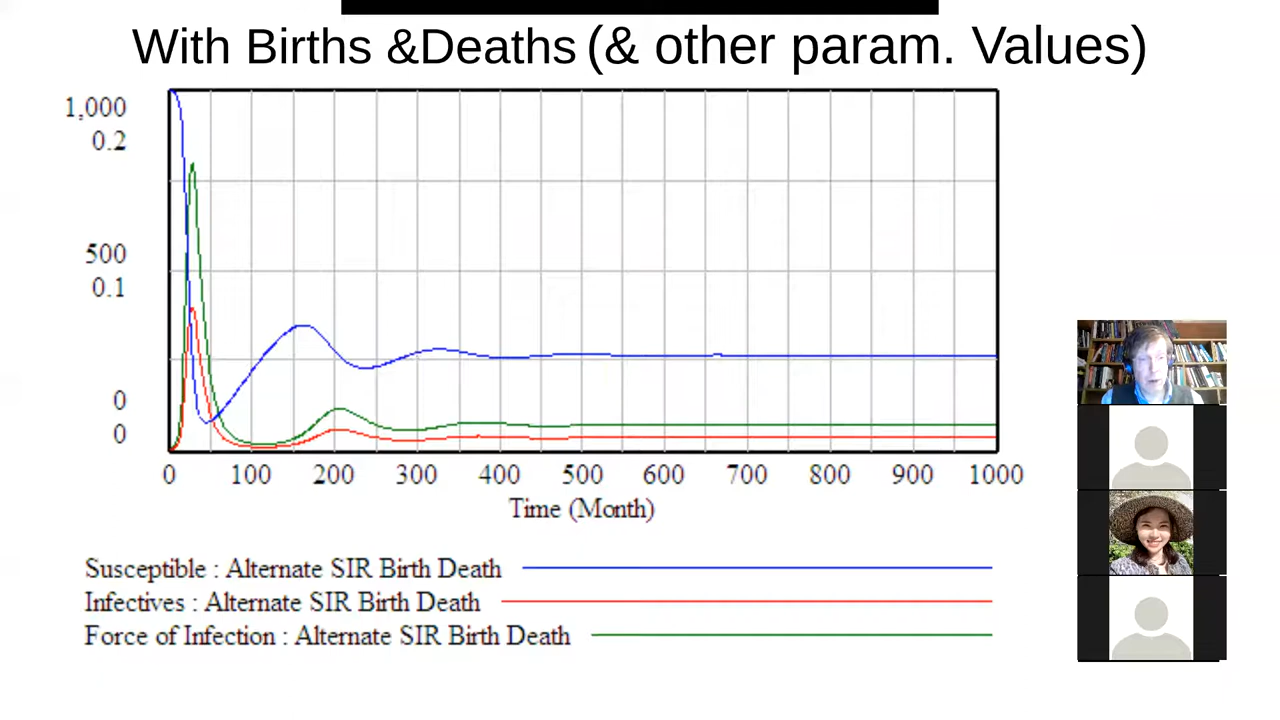 With Births &Deaths (& other param. Values)
1,000
0.2
500
0.1
0
0
0 100 200 300 400 500 600 700 800 900 1000
Time (Month)
Susceptible : Alternate SIR Birth Death
Infectives : Alternate SIR Birth Death
Force of Infection : Alternate SIR Birth Death